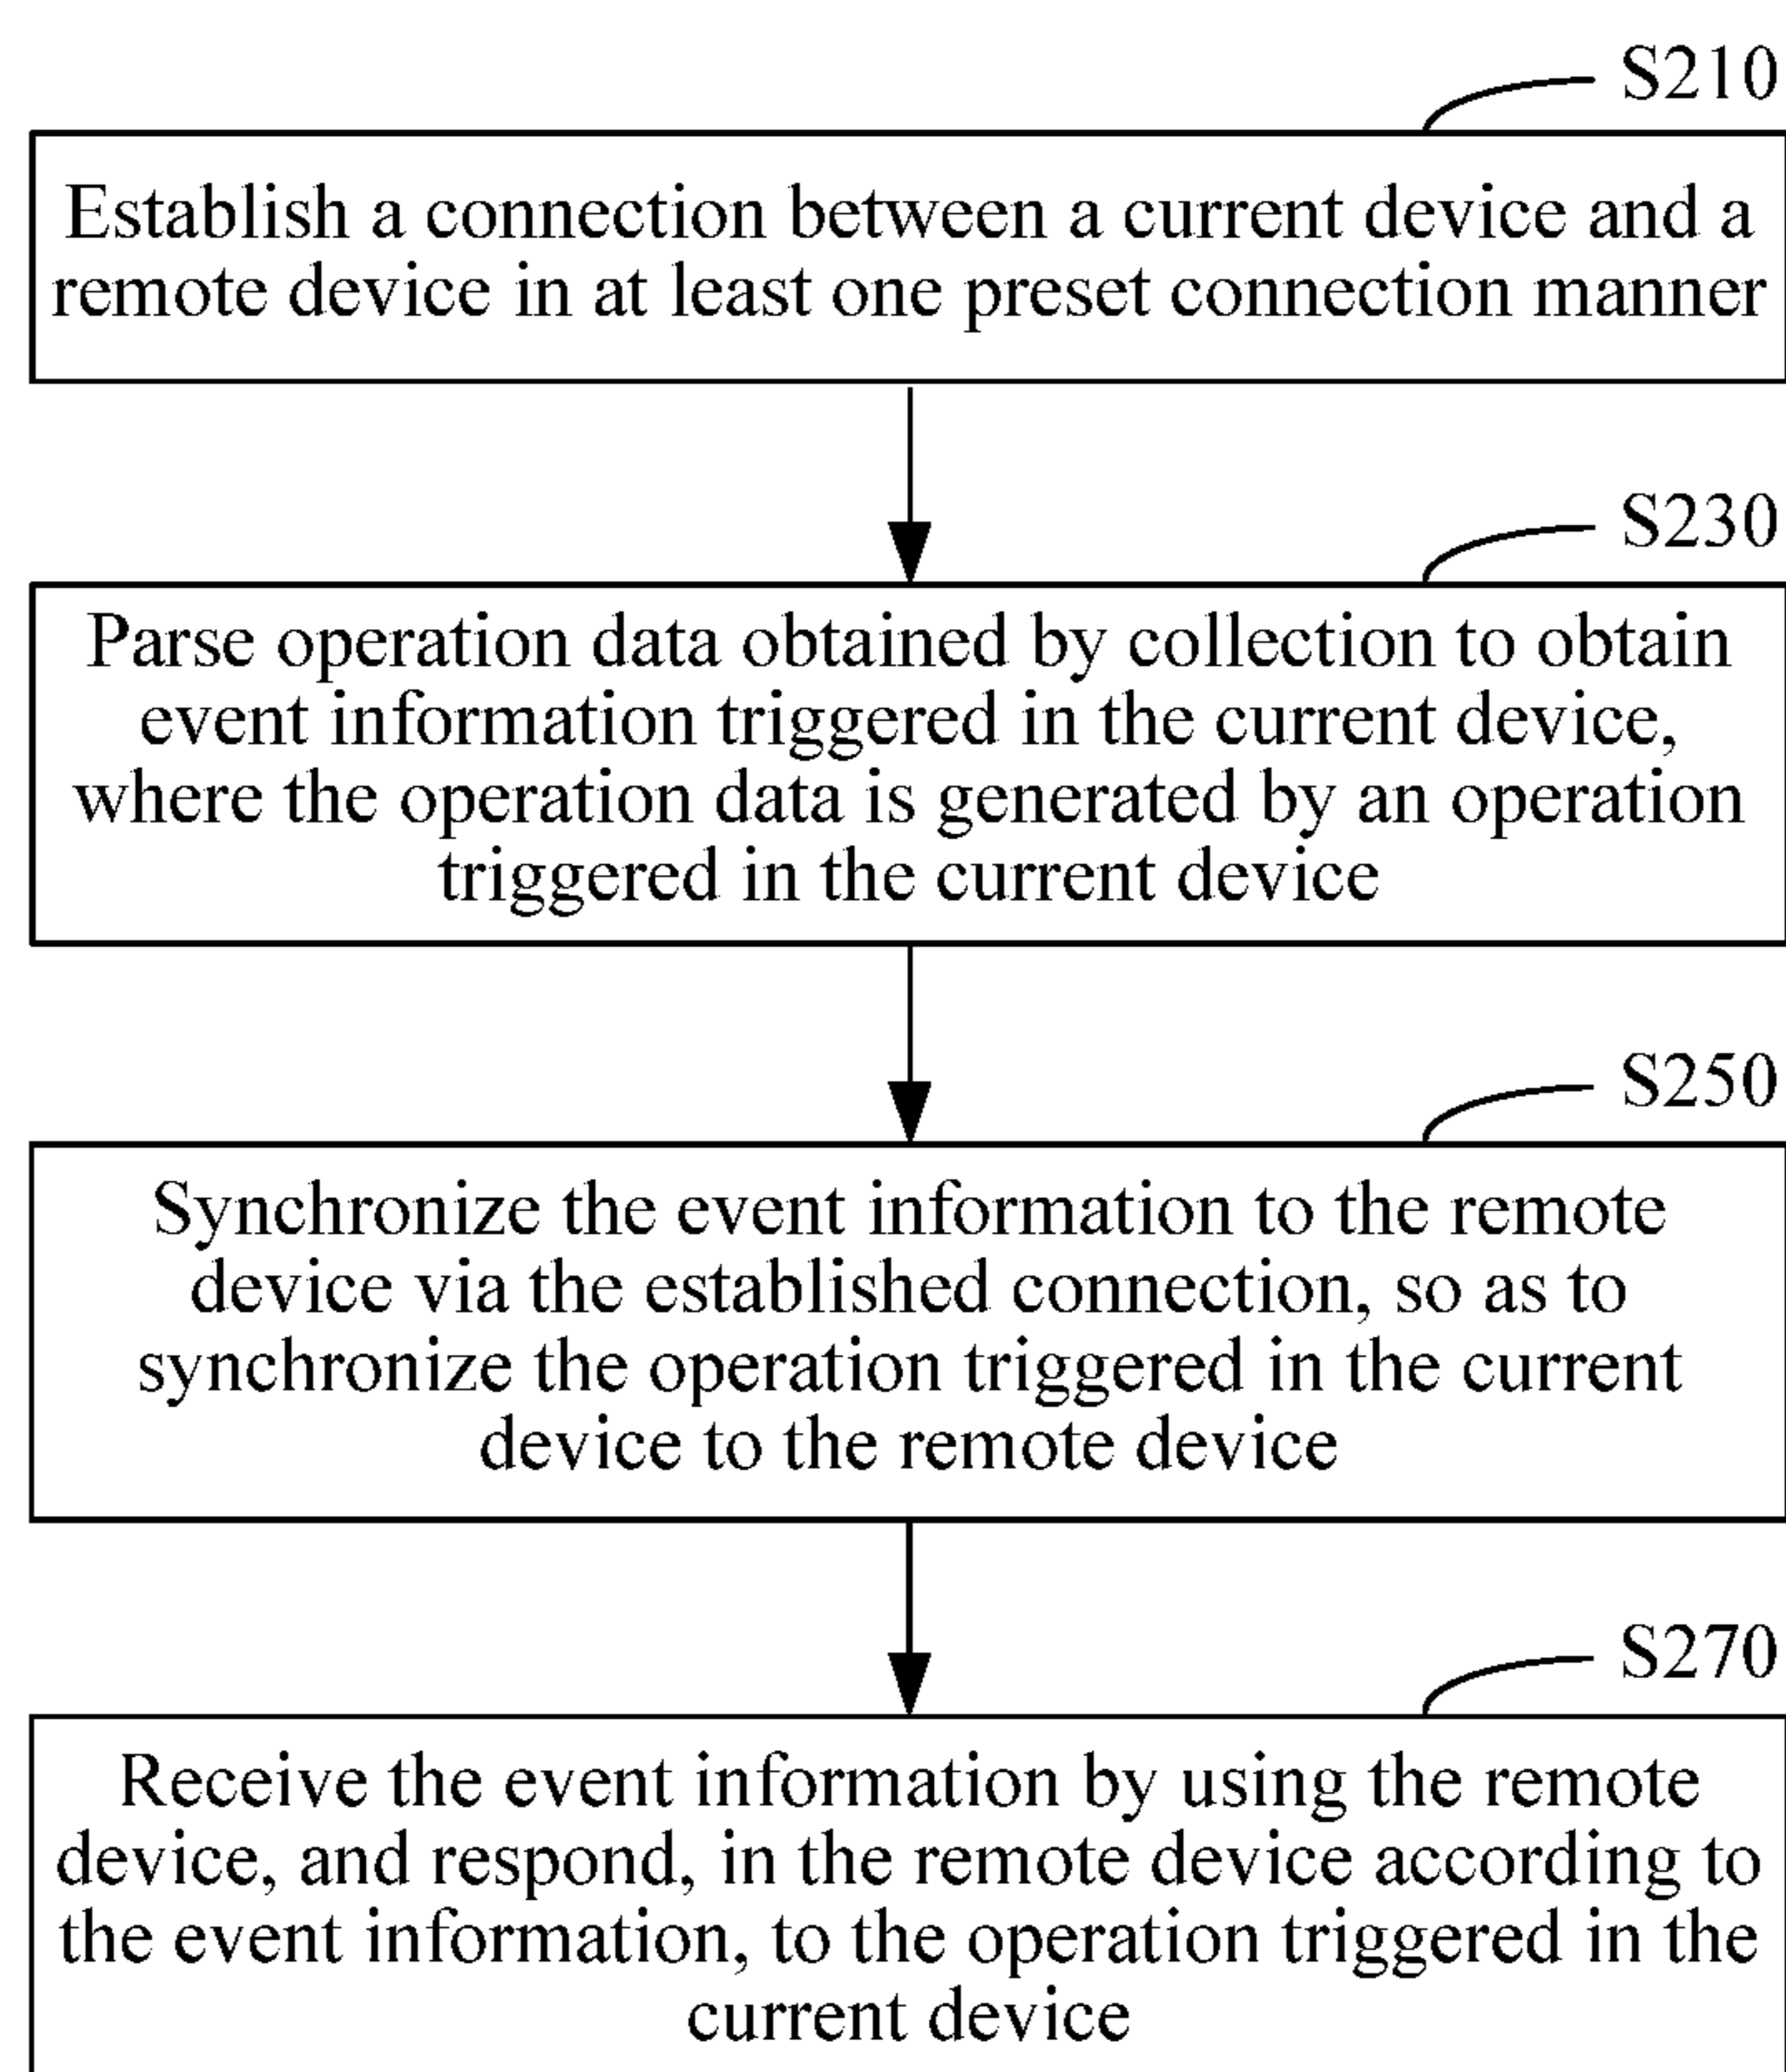 S210
Establish a connection between a current device and a
remote device in at least one preset connection manner
S230
Parse operation data obtained by collection to obtain
event information triggered in the current device,
where the operation data is generated by an operation
triggered in the current device
S250
Synchronize the event information to the remote
device via the established connection, so as to
synchronize the operation triggered in the current
device to the remote device
S270
Receive the event information by using the remote
device, and respond, in the remote device according to
the event information, to the operation triggered in the
current device